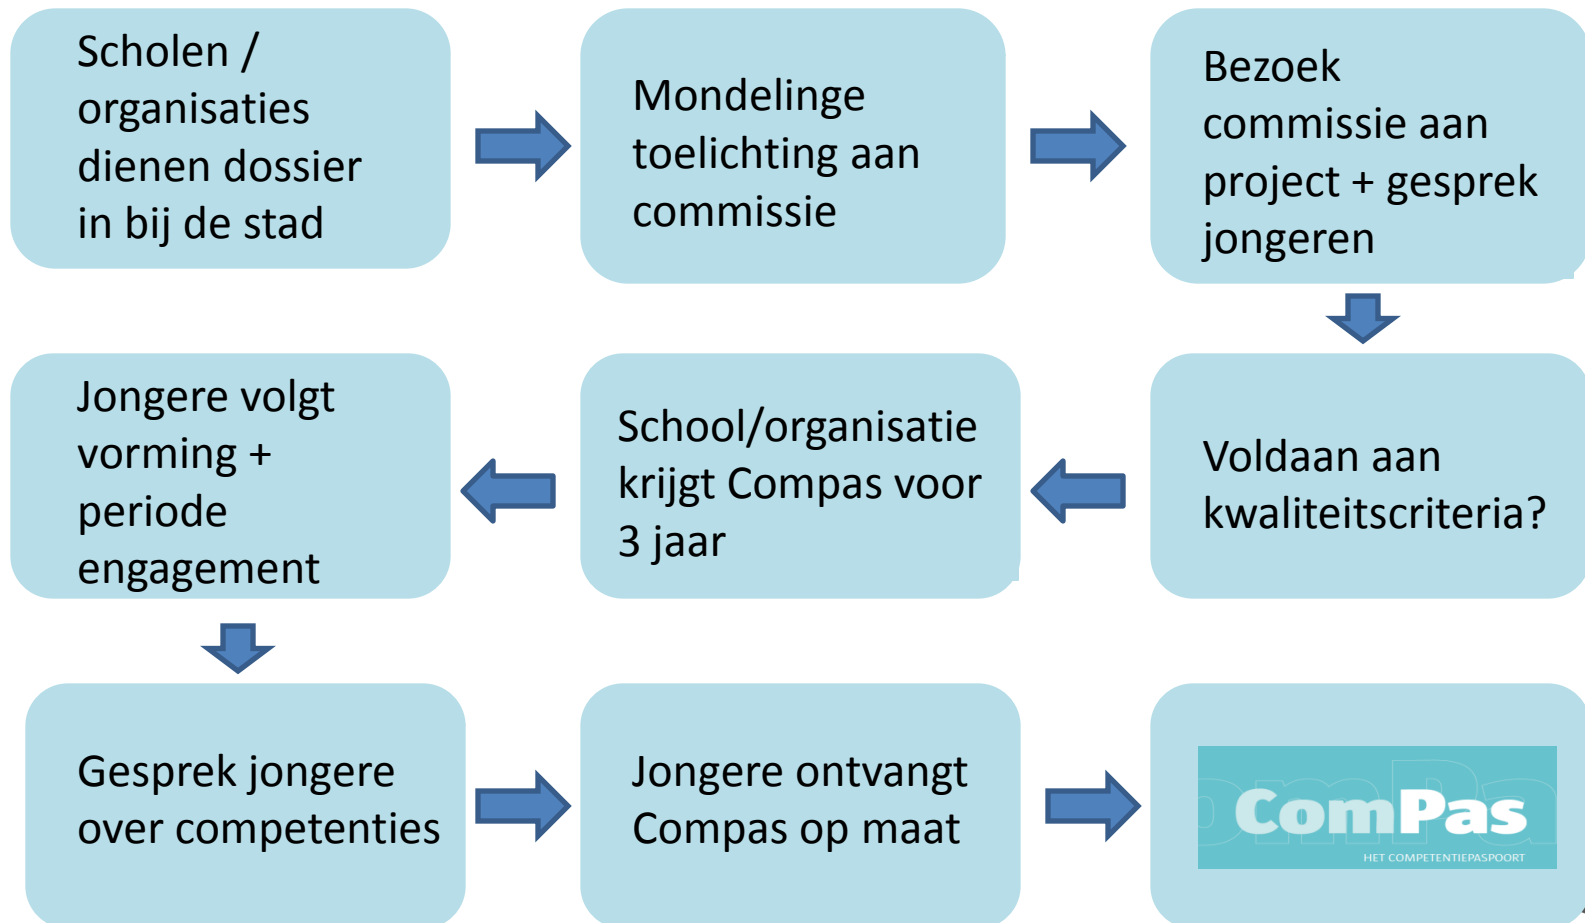 Scholen /
organisaties
dienen dossier
in bij de stad
Mondelinge
toelichting aan
commissie
Bezoek
commissie aan
project + gesprek
jongeren
Jongere volgt
vorming +
periode
engagement
School/organisatie
krijgt Compas voor
3 jaar
Voldaan aan
kwaliteitscriteria?
Gesprek jongere
over competenties
Jongere ontvangt
Compas op maat
ComPas
HET COMPETENTIEPASPOORT